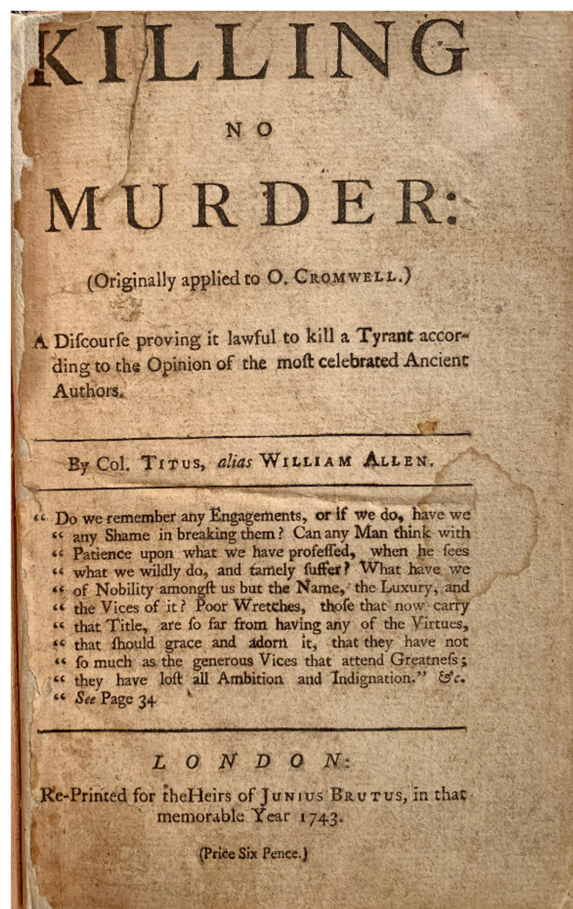 KILLING
NO
MURDER:
(Originally applied to O. CROMWELL.)
A Diſcourſe proving it lawful to kill a Tyrant accor-
ding to the Opinion of the moſt celebrated Ancient
Authors.
By Col. TITUS, alias WILLIAM ALLEN.
“ Do we remember any Engagements, or if we do, have we
“ any Shame in breaking them? Can any Man think with
“ Patience upon what we have profeſſed, when he ſees
“ what we wildly do, and tamely ſuffer? What have we
“ of Nobility amongſt us but the Name, the Luxury, and
“ the Vices of it? Poor Wretches, thoſe that now carry
“ that Title, are ſo far from having any of the Virtues,
“ that ſhould grace and adorn it, that they have not
“ ſo much as the generous Vices that attend Greatneſs;
“ they have loſt all Ambition and Indignation.” &c.
“ See Page 34
LONDON:
Re-Printed for theHeirs of JUNIUS BRUTUS, in that
memorable Year 1743.
(Price Six Pence.)